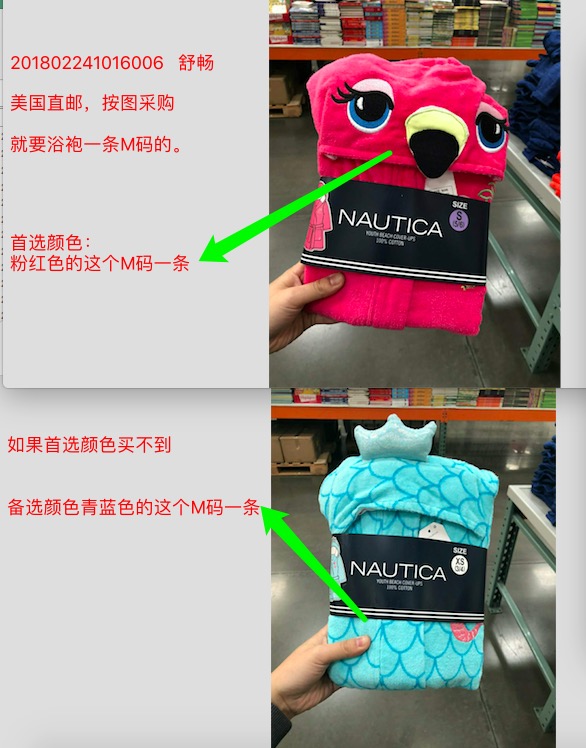 201802241016006 舒畅
美国直邮，按图采购
就要浴袍一条M码的。
首选颜色：
粉红色的这个M码一条
SIZE
S
(5/6)
NAUTICA
YOUTH BEACH COVER-UPS
100% COTTON
如果首选颜色买不到
备选颜色青蓝色的这个M码一条
SIZE
XS
(3/4)
NAUTICA
YOUTH BEACH COVER-UPS
100% COTTON